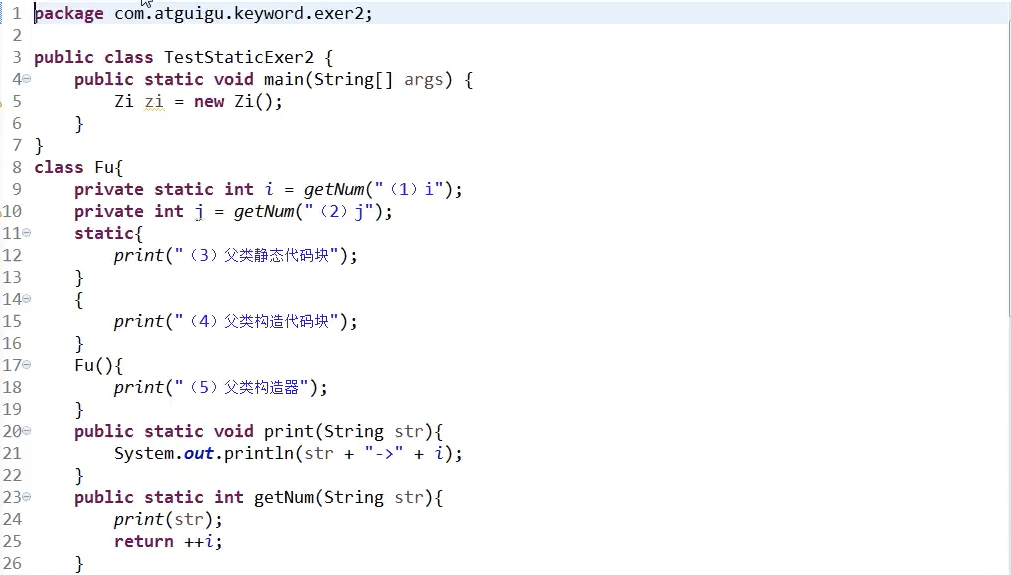 1 package com.atguigu.keyword.exer2;
2
3 public class TestStaticExer2 {
4 public static void main(String[] args) {
5 Zi zi = new Zi();
6 }
7 }
8 class Fu{
9 private static int i = getNum("（1）i");
10 private int j = getNum("（2）j");
11 static{
12 print("（3）父类静态代码块");
13 }
14 {
15 print("（4）父类构造代码块");
16 }
17 Fu(){
18 print("（5）父类构造器");
19 }
20 public static void print(String str){
21 System.out.println(str + "->" + i);
22 }
23 public static int getNum(String str){
24 print(str);
25 return ++i;
26 }